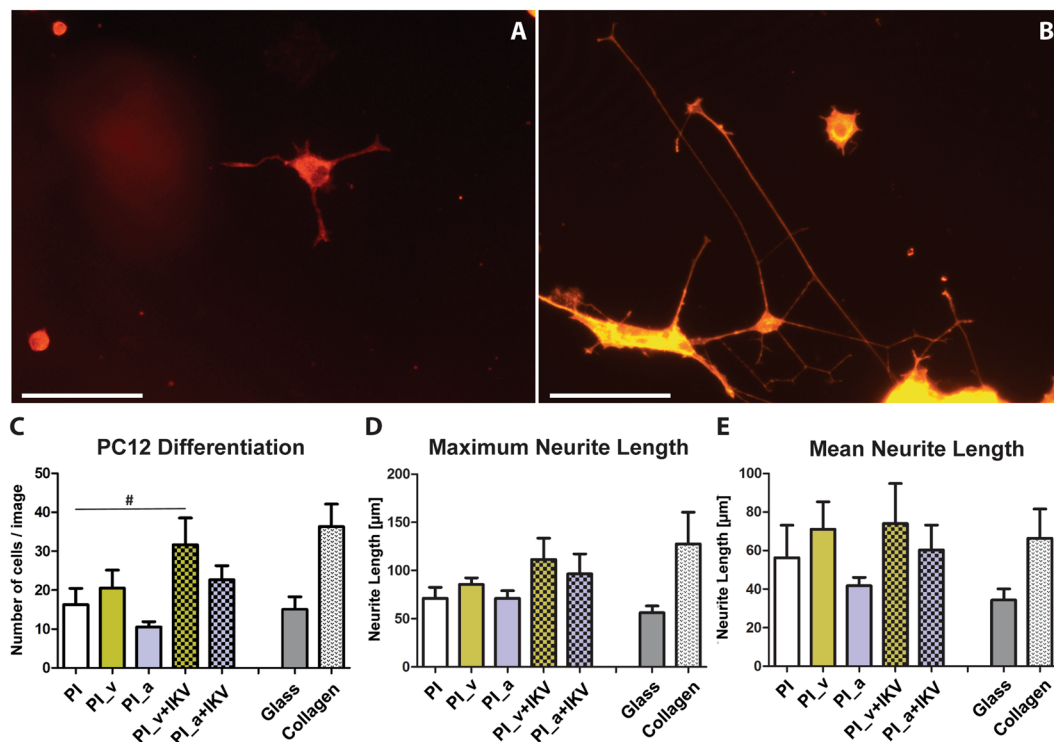 A
B
C
PC12 Differentiation
Number of cells / image
50
40
30
20
10
0
#
PI
PI_v
PI_a
PI_v+IKV
PI_a+IKV
Glass
Collagen
D
Maximum Neurite Length
Neurite Length [µm]
200
150
100
50
0
PI
PI_v
PI_a
PI_v+IKV
PI_a+IKV
Glass
Collagen
E
Mean Neurite Length
Neurite Length [µm]
100
80
60
40
20
0
PI
PI_v
PI_a
PI_v+IKV
PI_a+IKV
Glass
Collagen